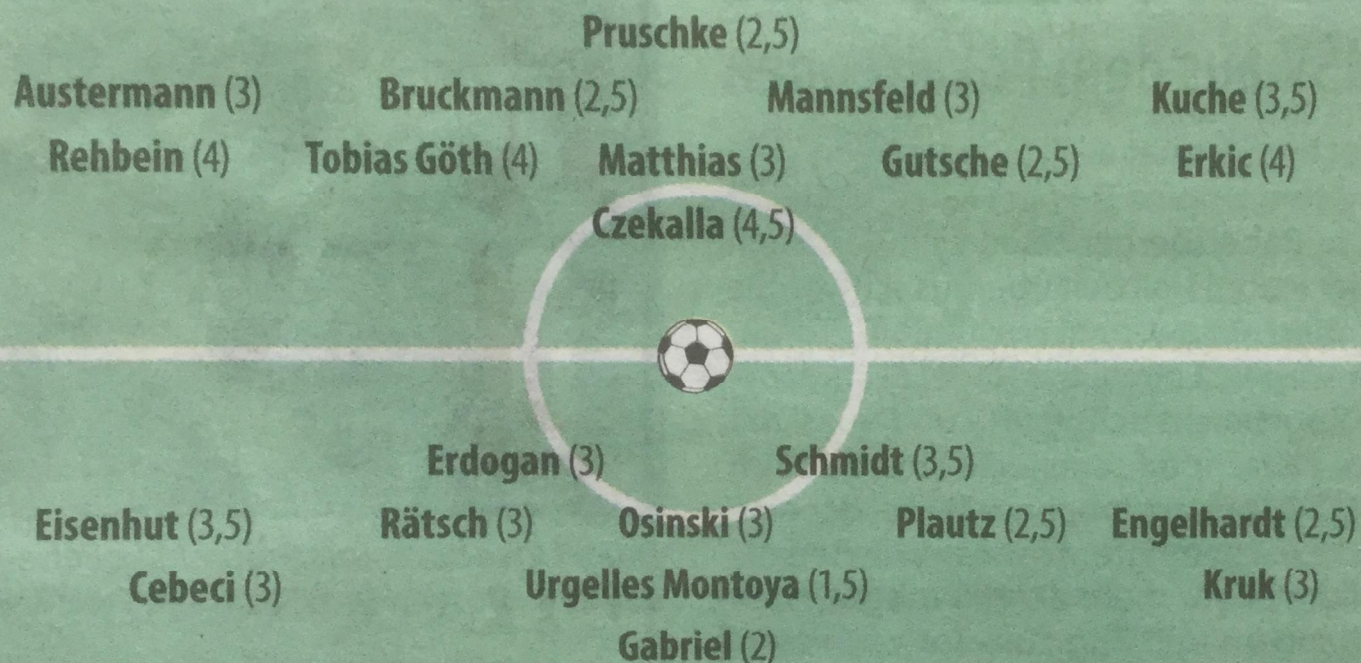 Pruschke (2,5)
Austermann (3) Bruckmann (2,5) Mannsfeld (3) Kuche (3,5)
Rehbein (4) Tobias Göth (4) Matthias (3) Gutsche (2,5) Erkic (4)
Czekalla (4,5)
Erdogan (3) Schmidt (3,5)
Eisenhut (3,5) Rätsch (3) Osinski (3) Plautz (2,5) Engelhardt (2,5)
Cebeci (3) Urgelles Montoya (1,5) Kruk (3)
Gabriel (2)